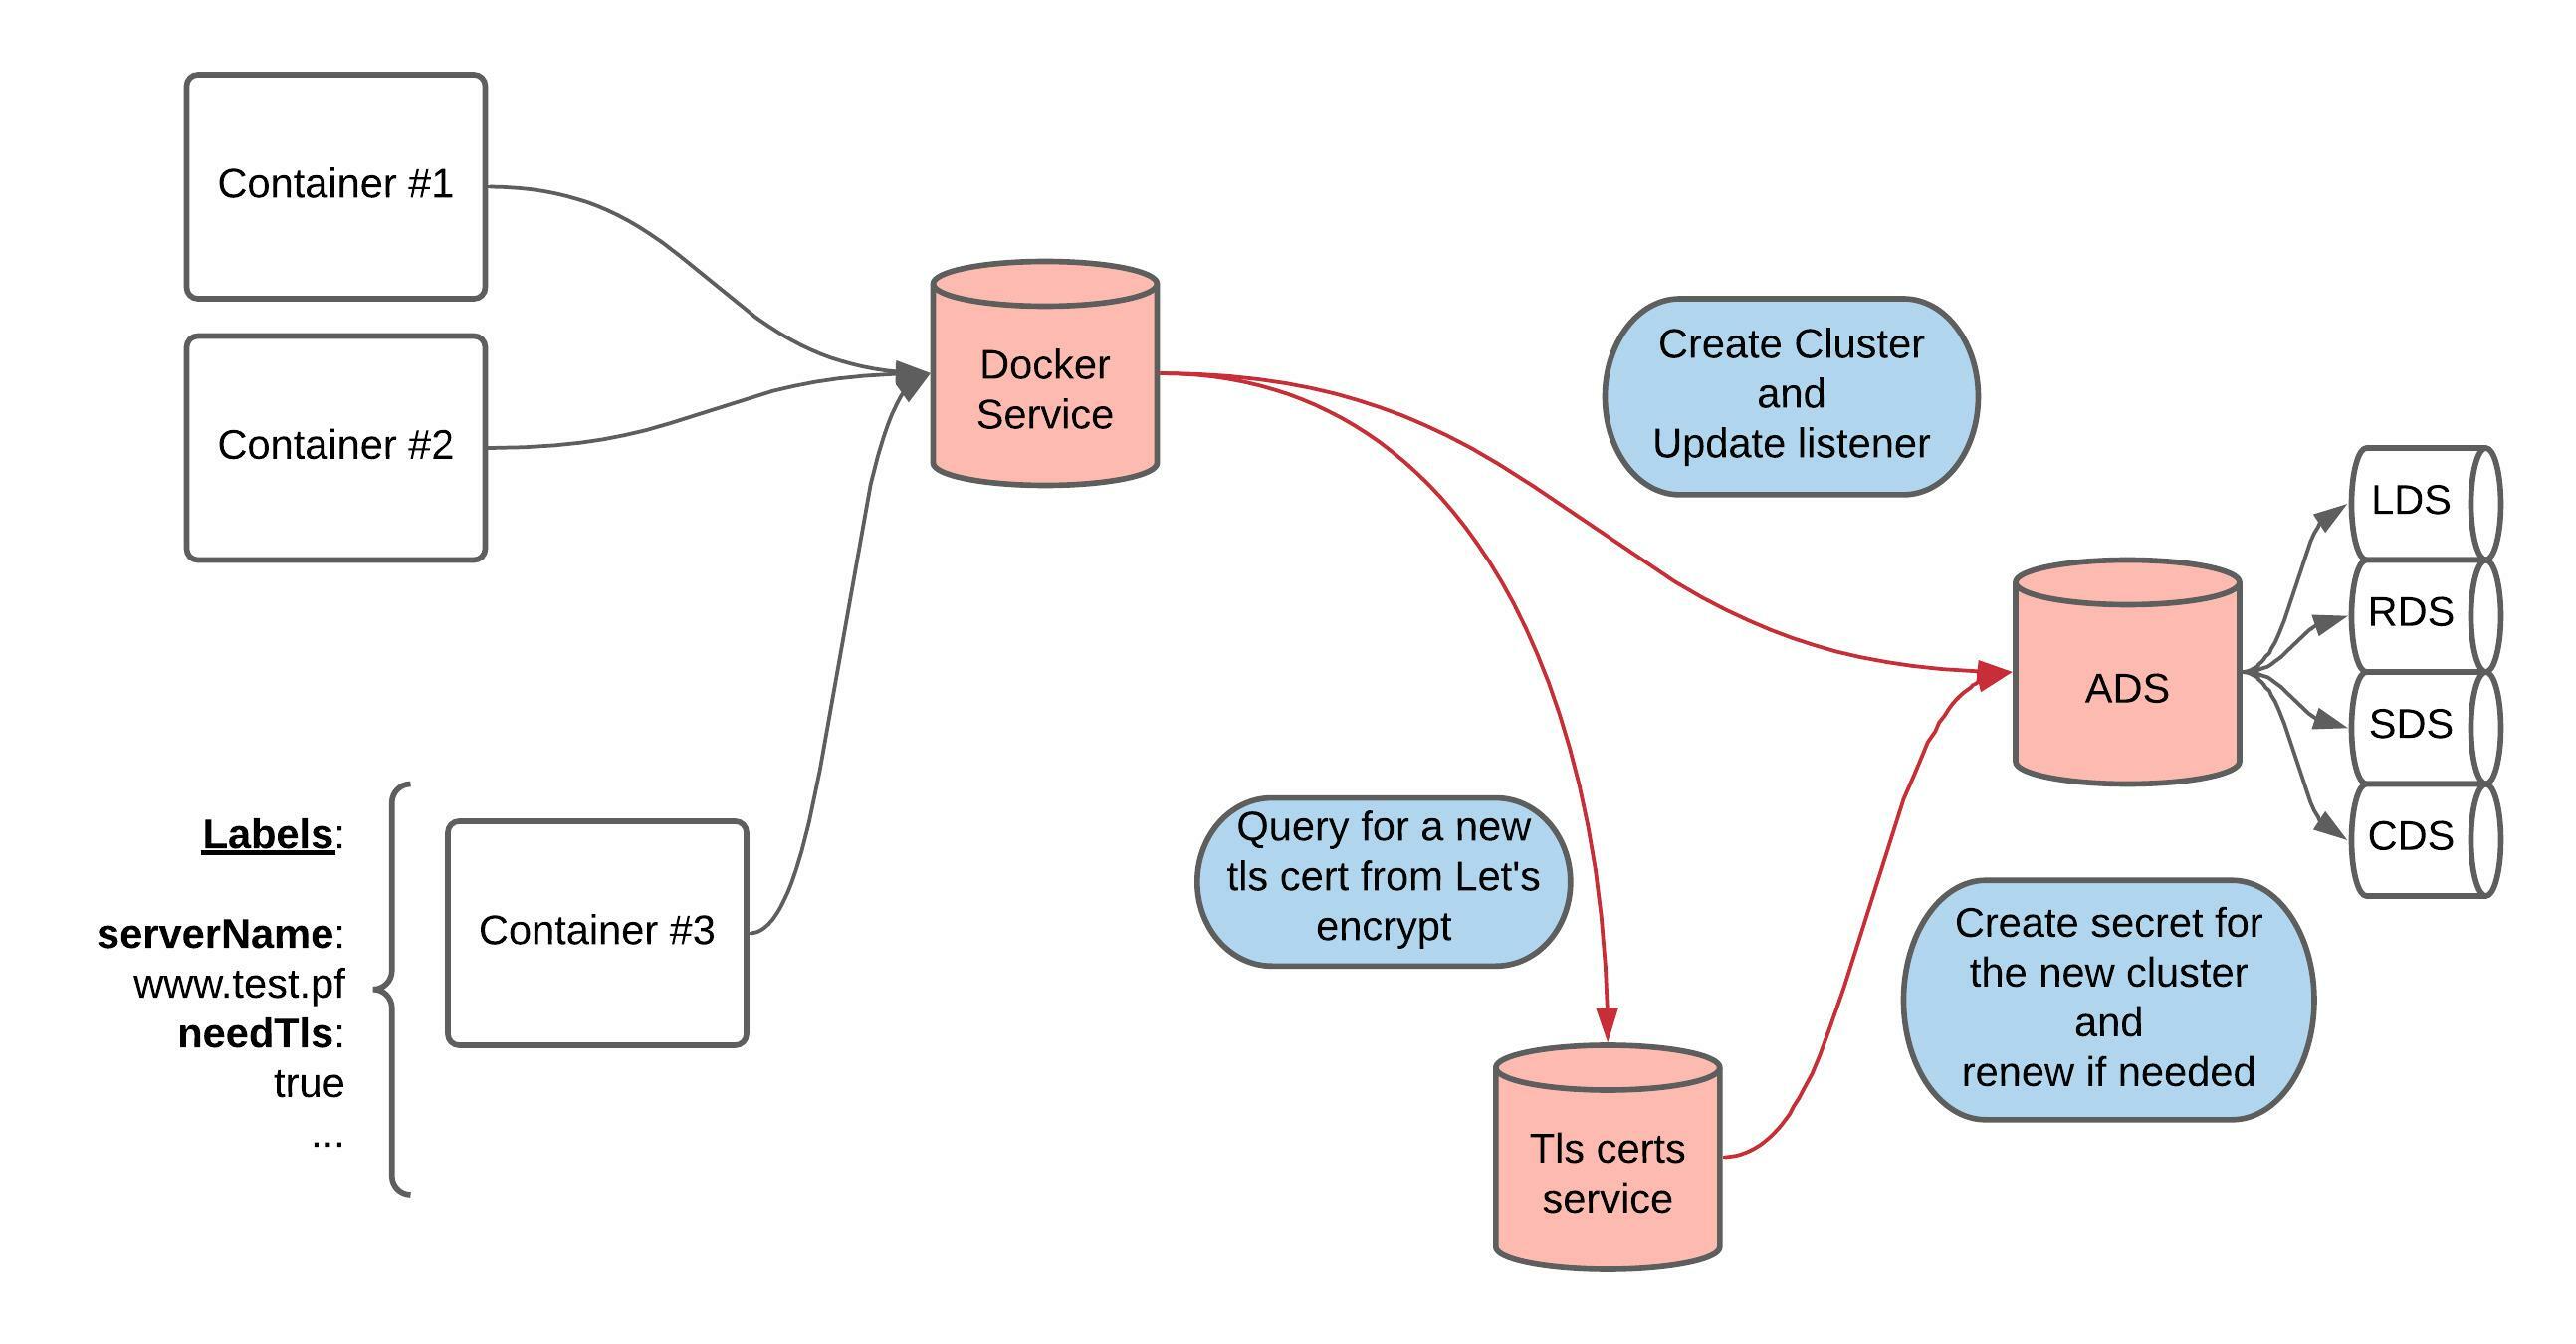 Container #1
Container #2
Labels:
serverName:
www.test.pf
needTls:
true
...
Container #3
Docker
Service
Create Cluster
and
Update listener
Query for a new
tls cert from Let's
encrypt
Tls certs
service
ADS
Create secret for
the new cluster
and
renew if needed
LDS
RDS
SDS
CDS